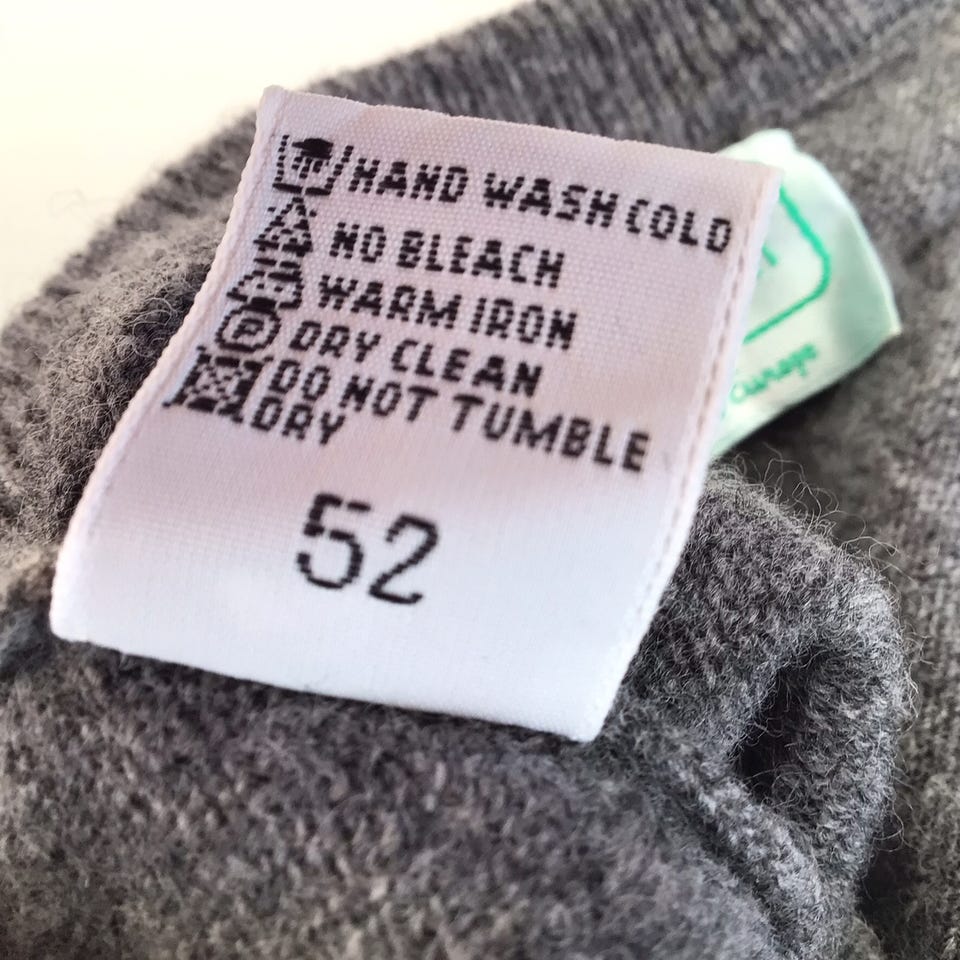 HAND WASH COLD
NO BLEACH
WARM IRON
P DRY CLEAN
DO NOT TUMBLE
DRY
52